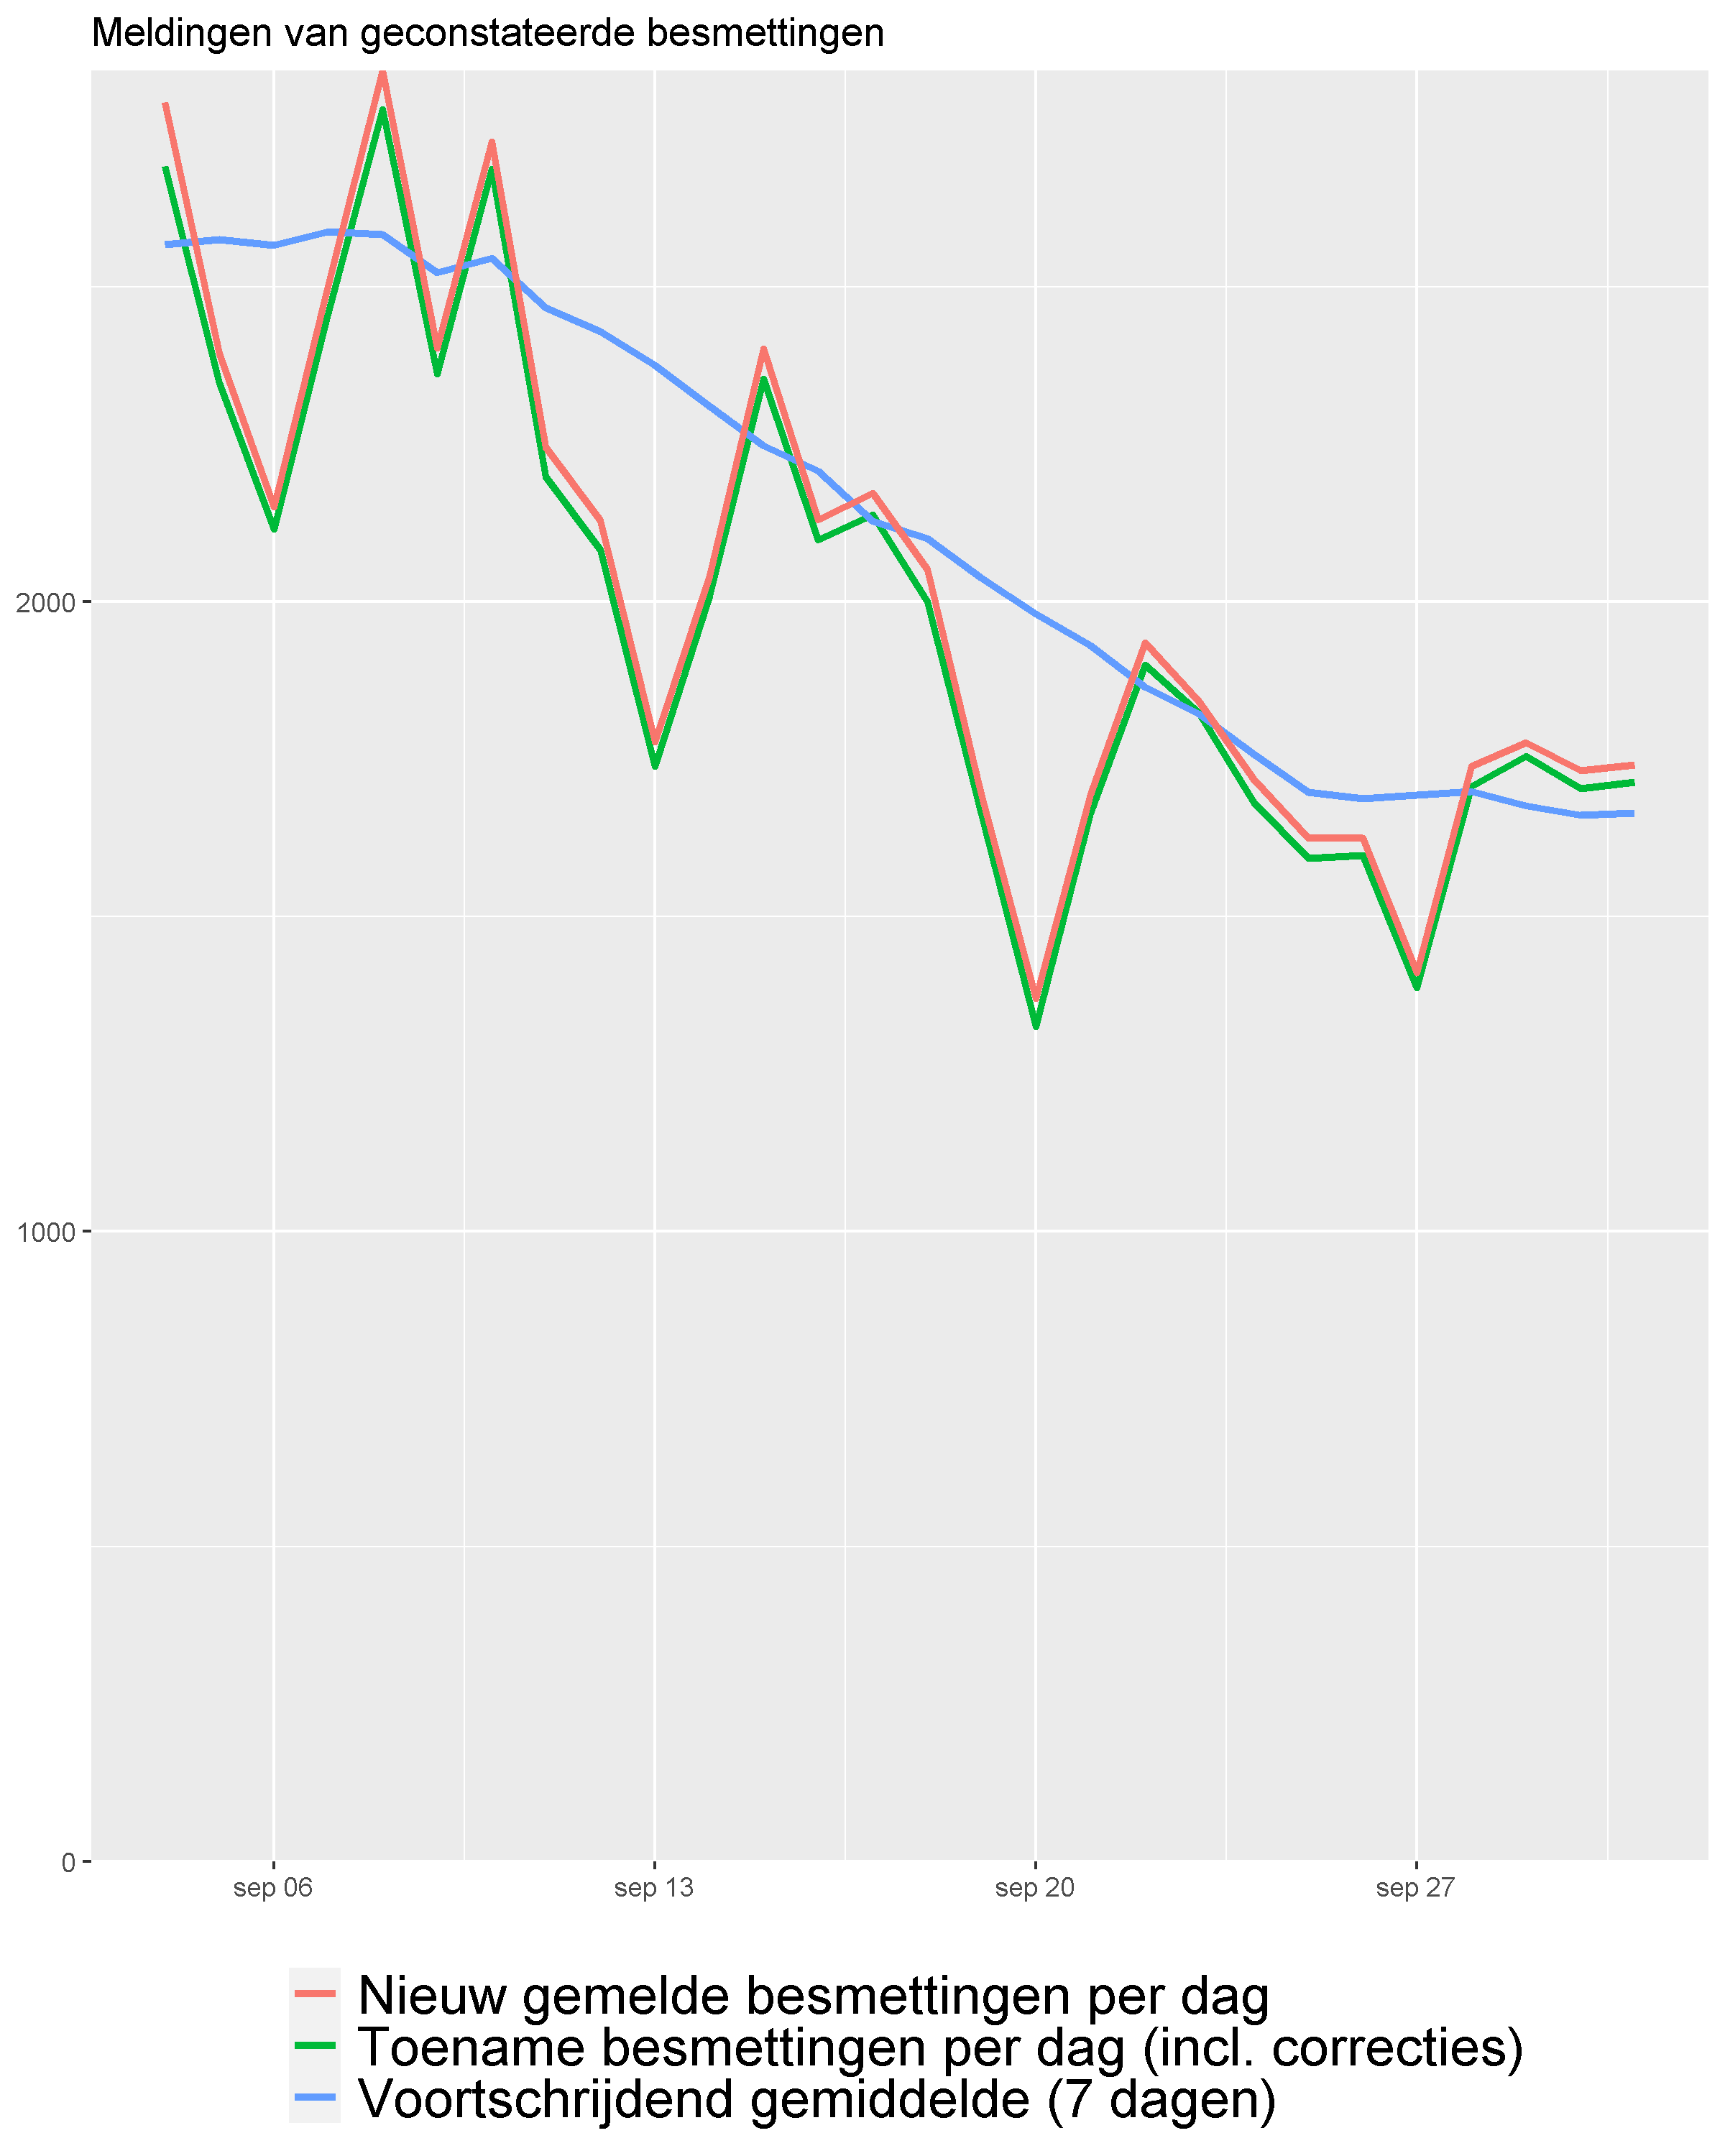 Meldingen van geconstateerde besmettingen
2000
1000
0
sep 06
sep 13
sep 20
sep 27
Nieuw gemelde besmettingen per dag
Toename besmettingen per dag (incl. correcties)
Voortschrijdend gemiddelde (7 dagen)